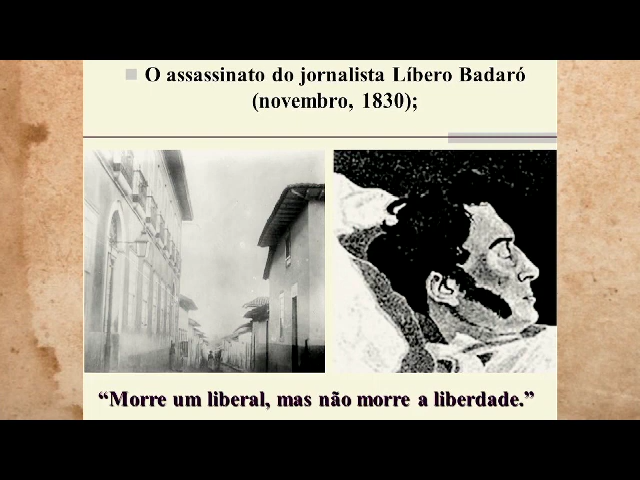 O assassinato do jornalista Líbero Badaró
(novembro, 1830);
“Morre um liberal, mas não morre a liberdade.”